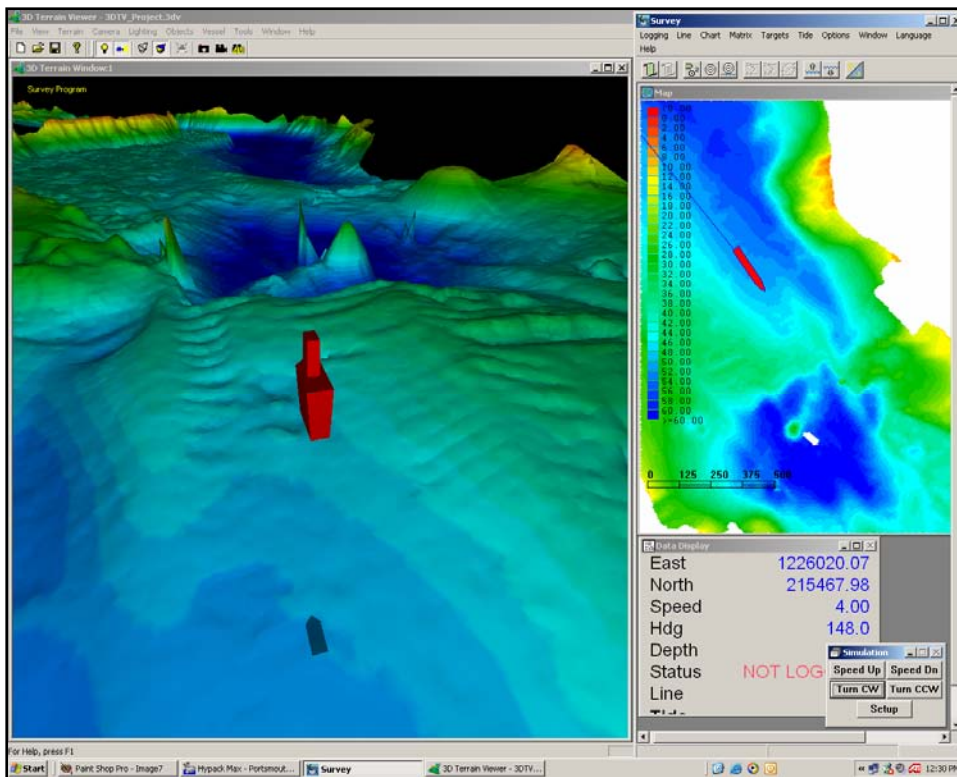 3D Terrain Viewer - 3DTV_Project.3dv
File View Terrain Camera Lighting Objects Vessel Tools Window Help
3D Terrain Window:1
Survey Program
Survey
Logging Line Chart Matrix Targets Tide Options Window Language
Help
Map
0.00
2.00
4.00
6.00
8.00
10.00
12.00
14.00
16.00
18.00
20.00
22.00
24.00
26.00
28.00
30.00
32.00
34.00
36.00
38.00
40.00
42.00
44.00
46.00
48.00
50.00
52.00
54.00
56.00
58.00
60.00
>=60.00
0 125 250 375 500
Data Display
East 1226020.07
North 215467.98
Speed 4.00
Hdg 148.0
Depth
Status NOT LOG
Line
Tide
Simulation
Speed Up Speed Dn
Turn CW Turn CCW
Setup
For Help, press F1
Start Paint Shop Pro - Image7 Hypack Max - Portsmout... Survey 3D Terrain Viewer - 3DTV... 12:30 PM